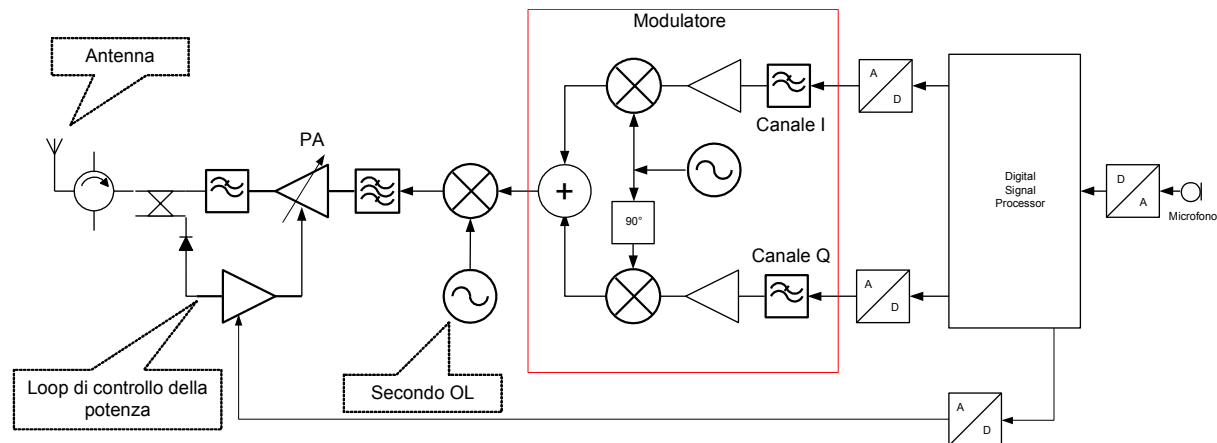 Modulatore
Antenna
PA
Canale I
A
D
90°
Canale Q
A
D
Digital
Signal
Processor
D
A
Microfono
Loop di controllo della
potenza
Secondo OL
A
D